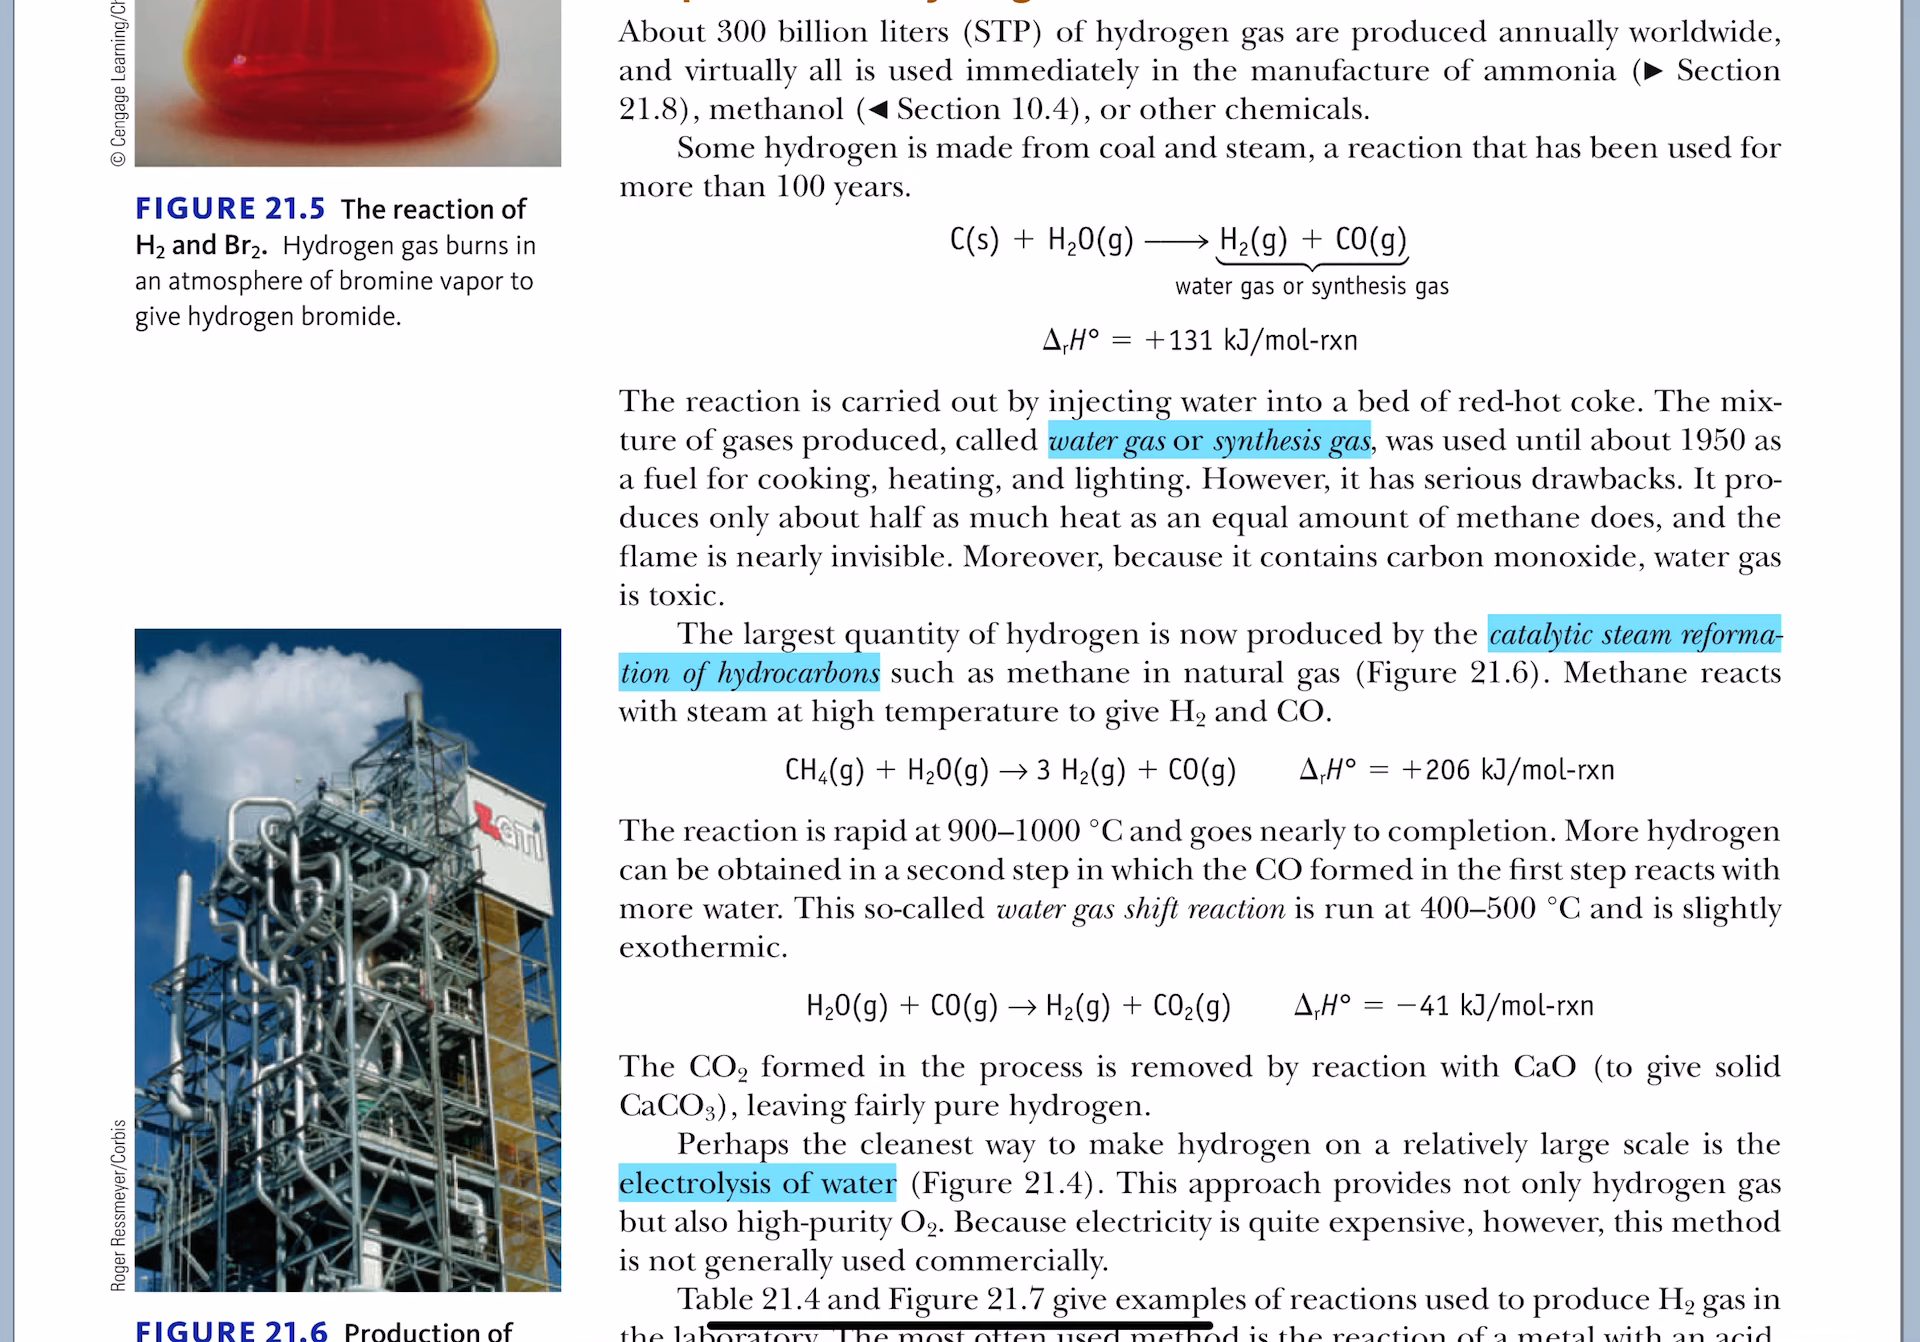 About 300 billion liters (STP) of hydrogen gas are produced annually worldwide,
and virtually all is used immediately in the manufacture of ammonia (► Section
21.8), methanol (◄ Section 10.4), or other chemicals.
Some hydrogen is made from coal and steam, a reaction that has been used for
more than 100 years.
C(s) + H₂O(g) ⟶ H₂(g) + CO(g)
water gas or synthesis gas
ΔᵣH° = +131 kJ/mol-rxn
The reaction is carried out by injecting water into a bed of red-hot coke. The mix-
ture of gases produced, called water gas or synthesis gas, was used until about 1950 as
a fuel for cooking, heating, and lighting. However, it has serious drawbacks. It pro-
duces only about half as much heat as an equal amount of methane does, and the
flame is nearly invisible. Moreover, because it contains carbon monoxide, water gas
is toxic.
The largest quantity of hydrogen is now produced by the catalytic steam reforma-
tion of hydrocarbons such as methane in natural gas (Figure 21.6). Methane reacts
with steam at high temperature to give H₂ and CO.
CH₄(g) + H₂O(g) → 3 H₂(g) + CO(g) ΔᵣH° = +206 kJ/mol-rxn
The reaction is rapid at 900–1000 °C and goes nearly to completion. More hydrogen
can be obtained in a second step in which the CO formed in the first step reacts with
more water. This so-called water gas shift reaction is run at 400–500 °C and is slightly
exothermic.
H₂O(g) + CO(g) → H₂(g) + CO₂(g) ΔᵣH° = −41 kJ/mol-rxn
The CO₂ formed in the process is removed by reaction with CaO (to give solid
CaCO₃), leaving fairly pure hydrogen.
Perhaps the cleanest way to make hydrogen on a relatively large scale is the
electrolysis of water (Figure 21.4). This approach provides not only hydrogen gas
but also high-purity O₂. Because electricity is quite expensive, however, this method
is not generally used commercially.
Table 21.4 and Figure 21.7 give examples of reactions used to produce H₂ gas in
the laboratory. The most often used method is the reaction of a metal with an acid.
© Cengage Learning/Ch
FIGURE 21.5 The reaction of
H₂ and Br₂. Hydrogen gas burns in
an atmosphere of bromine vapor to
give hydrogen bromide.
GTI
Roger Ressmeyer/Corbis
FIGURE 21.6 Production of